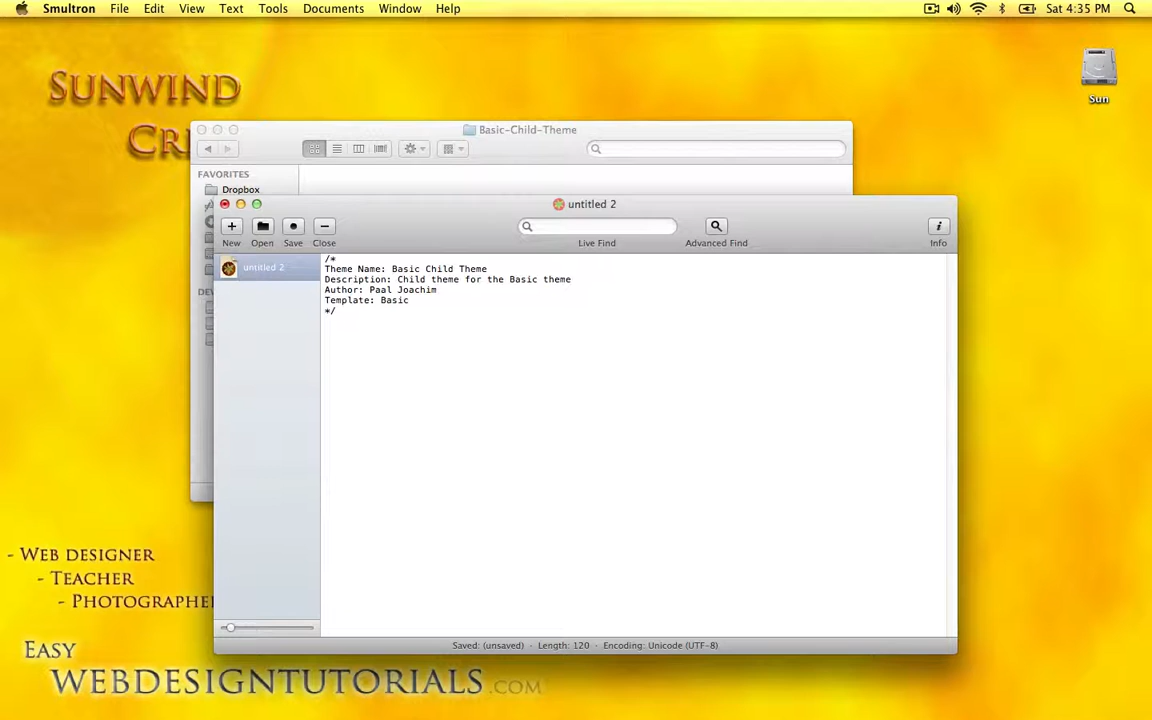 Smultron File Edit View Text Tools Documents Window Help Sat 4:35 PM
SUNWIND
Sun
Basic-Child-Theme
FAVORITES
Dropbox
untitled 2
New Open Save Close Live Find Advanced Find Info
untitled 2
/*
Theme Name: Basic Child Theme
Description: Child theme for the Basic theme
Author: Paal Joachim
Template: Basic
*/
- WEB DESIGNER
- TEACHER
- PHOTOGRAPHE
Saved: (unsaved) - Length: 120 - Encoding: Unicode (UTF-8)
EASY
WEBDESIGNTUTORIALS.COM